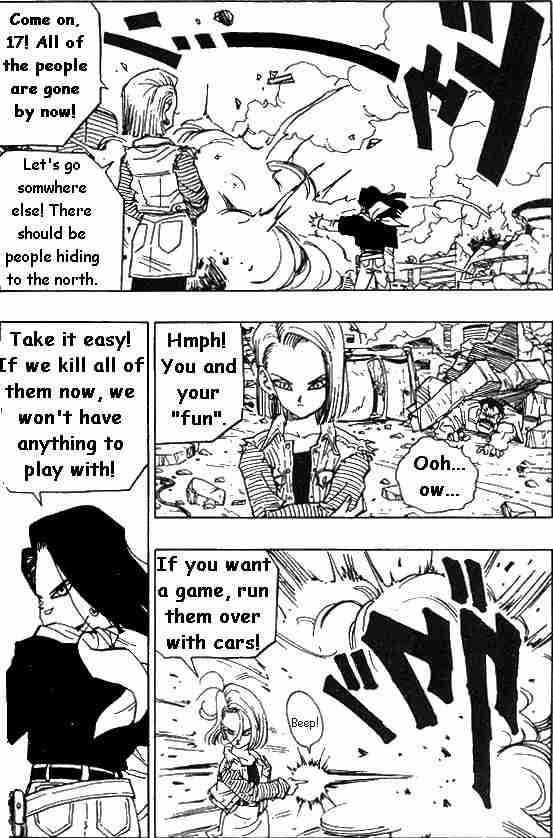 Come on,
17! All of
the people
are gone
by now!
Let's go
somwhere
else! There
should be
people hiding
to the north.
Take it easy!
If we kill all of
them now, we
won't have
anything to
play with!
Hmph!
You and
your
"fun".
Ooh...
ow...
If you want
a game, run
them over
with cars!
Beep!